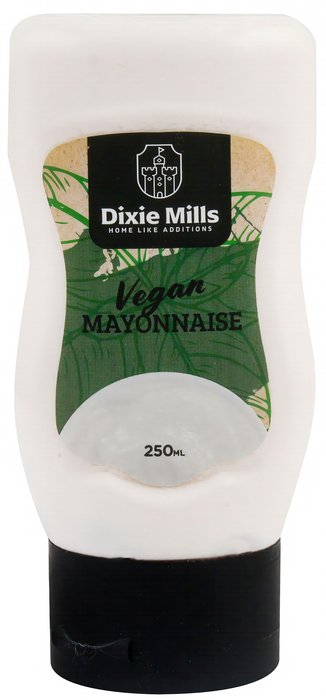 Dixie Mills
HOME LIKE ADDITIONS
Vegan
MAYONNAISE
250ML